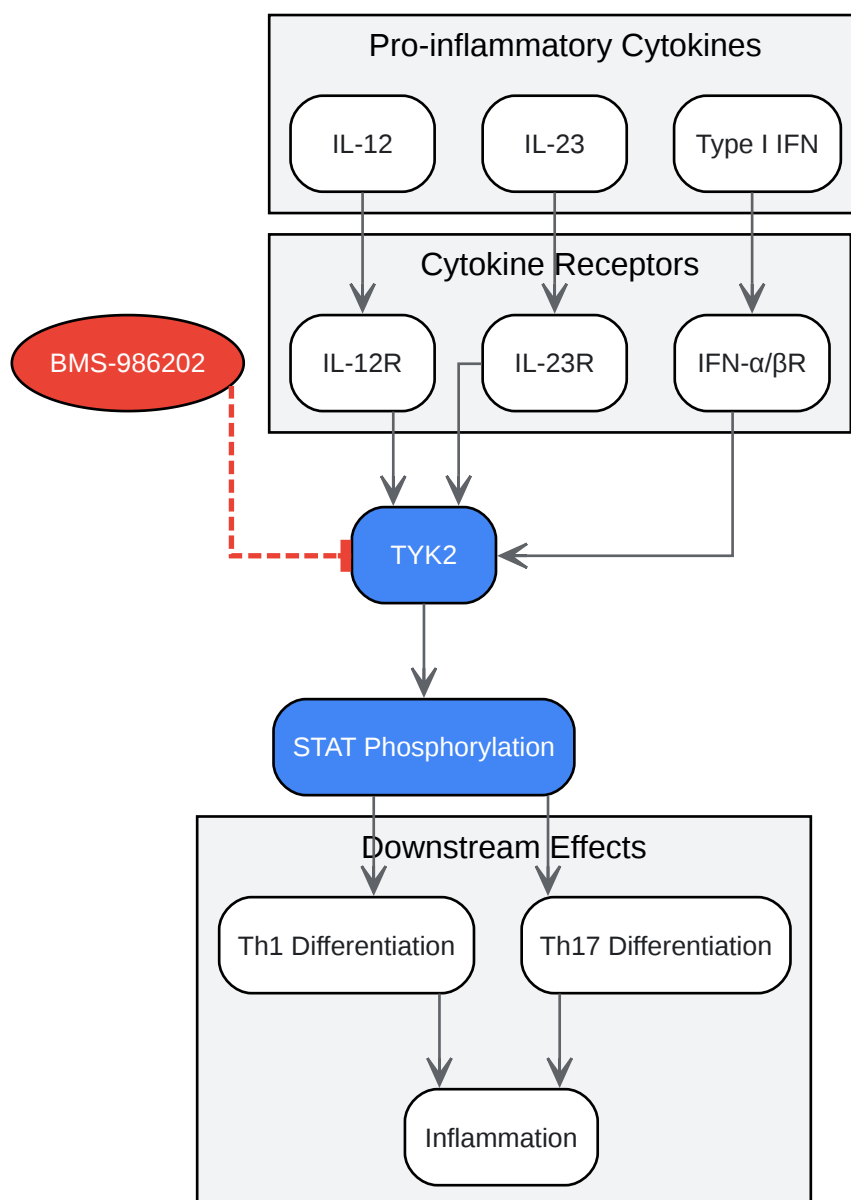 Pro-inflammatory Cytokines
IL-12
IL-23
Type I IFN
Cytokine Receptors
BMS-986202
IL-12R
IL-23R
IFN-α/βR
TYK2
STAT Phosphorylation
Downstream Effects
Th1 Differentiation
Th17 Differentiation
Inflammation